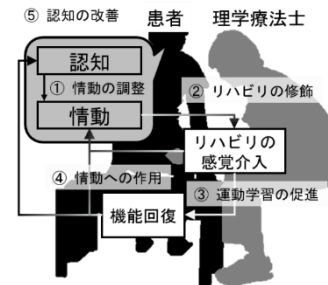 ⑤ 認知の改善
患者 理学療法士
認知
① 情動の調整
情動
② リハビリの修飾
リハビリの
感覚介入
④ 情動への作用
③ 運動学習の促進
機能回復